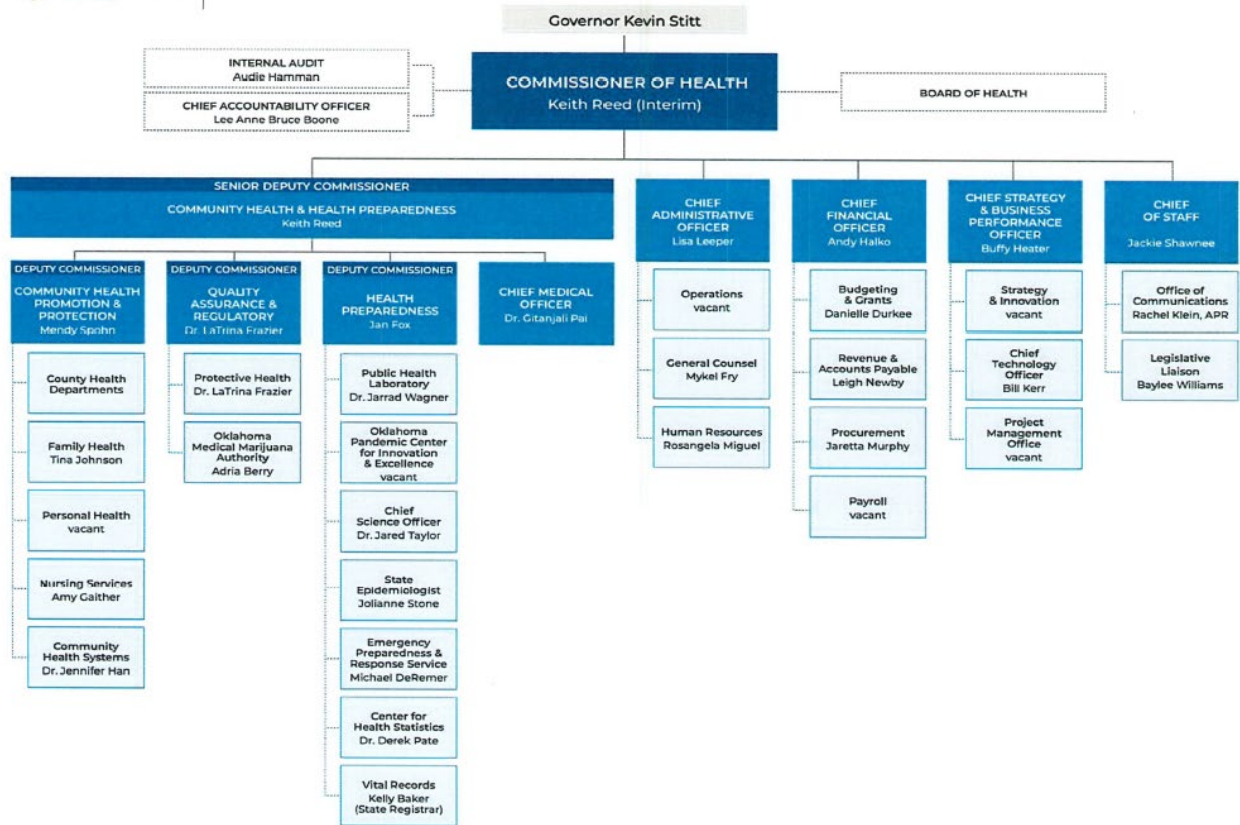 Governor Kevin Stitt
INTERNAL AUDIT
Audie Hamman
CHIEF ACCOUNTABILITY OFFICER
Lee Anne Bruce Boone
COMMISSIONER OF HEALTH
Keith Reed (Interim)
BOARD OF HEALTH
SENIOR DEPUTY COMMISSIONER
COMMUNITY HEALTH & HEALTH PREPAREDNESS
Keith Reed
DEPUTY COMMISSIONER
COMMUNITY HEALTH
PROMOTION &
PROTECTION
Mendy Spohn
County Health
Departments
Family Health
Tina Johnson
Personal Health
vacant
Nursing Services
Amy Gaither
Community
Health Systems
Dr. Jennifer Han
DEPUTY COMMISSIONER
QUALITY
ASSURANCE &
REGULATORY
Dr. LaTrina Frazier
Protective Health
Dr. LaTrina Frazier
Oklahoma
Medical Marijuana
Authority
Adria Berry
DEPUTY COMMISSIONER
HEALTH
PREPAREDNESS
Jan Fox
Public Health
Laboratory
Dr. Jarrad Wagner
Oklahoma
Pandemic Center
for Innovation
& Excellence
vacant
Chief
Science Officer
Dr. Jared Taylor
State
Epidemiologist
Jolianne Stone
Emergency
Preparedness &
Response Service
Michael DeRemer
Center for
Health Statistics
Dr. Derek Pate
Vital Records
Kelly Baker
(State Registrar)
CHIEF MEDICAL
OFFICER
Dr. Gitanjali Pai
CHIEF
ADMINISTRATIVE
OFFICER
Lisa Leeper
Operations
vacant
General Counsel
Mykel Fry
Human Resources
Rosangela Miguel
CHIEF
FINANCIAL
OFFICER
Andy Halko
Budgeting
& Grants
Danielle Durkee
Revenue &
Accounts Payable
Leigh Newby
Procurement
Jaretta Murphy
Payroll
vacant
CHIEF STRATEGY
& BUSINESS
PERFORMANCE
OFFICER
Buffy Heater
Strategy
& Innovation
vacant
Chief
Technology
Officer
Bill Kerr
Project
Management
Office
vacant
CHIEF
OF STAFF
Jackie Shawnee
Office of
Communications
Rachel Klein, APR
Legislative
Liaison
Baylee Williams